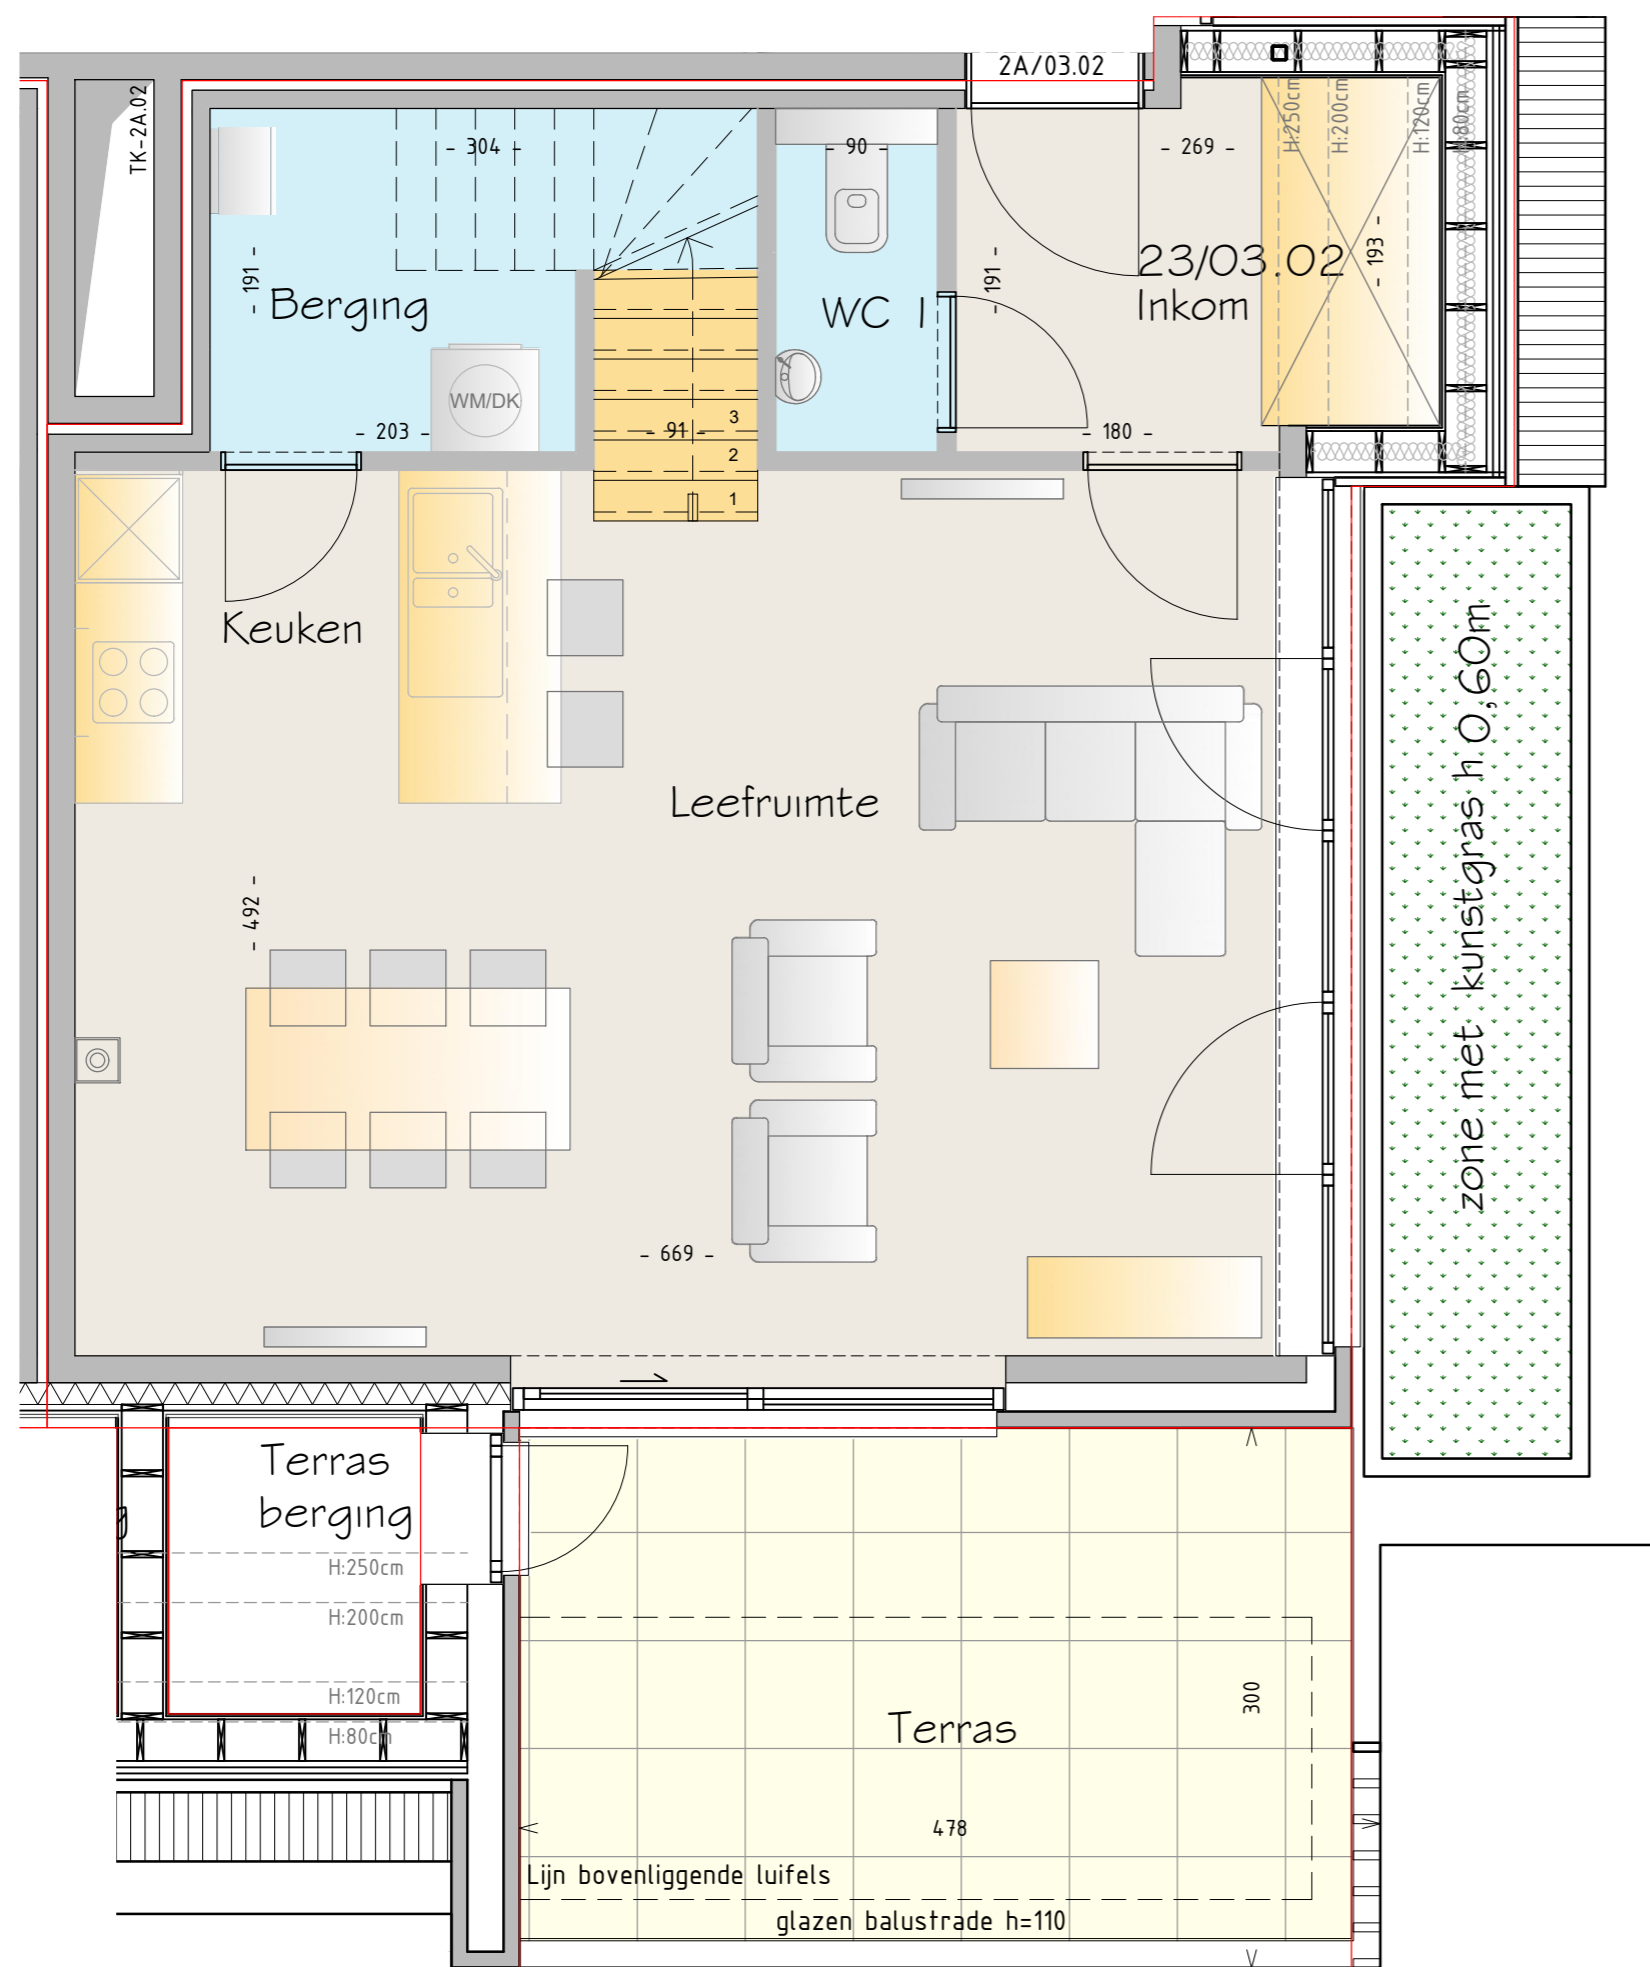 2A/03.02
TK-2A.02
- 304 -
- 90 -
- 269 -
H:250cm
H:200cm
H:120cm
H:80cm
- 191 -
Berging
WC 1
- 191 -
23/03.02
Inkom
- 193 -
WM/DK
- 203 -
- 91 -
3
2
1
- 180 -
Keuken
Leefruimte
zone met kunstgras h 0,60m
- 492 -
- 669 -
Terras
berging
g
H:250cm
H:200cm
H:120cm
H:80cm
Terras
300
478
Lijn bovenliggende luifels
glazen balustrade h=110